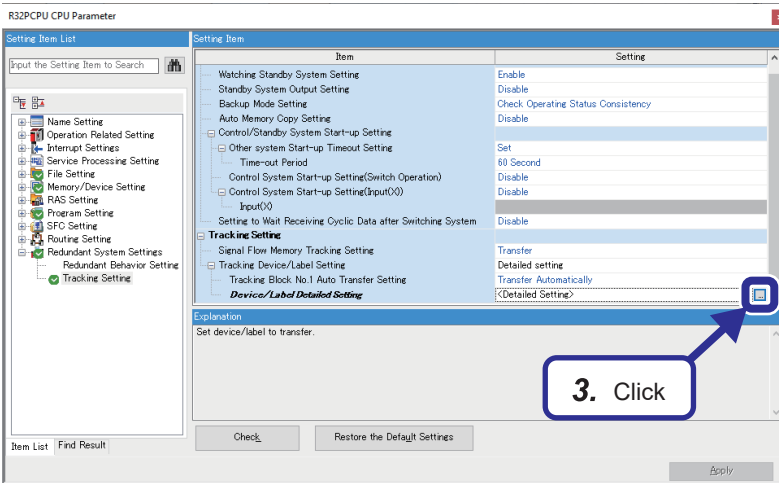 R32PCPU CPU Parameter
Setting Item List
Input the Setting Item to Search
Name Setting
Operation Related Setting
Interrupt Settings
Service Processing Setting
File Setting
Memory/Device Setting
RAS Setting
Program Setting
SFC Setting
Routing Setting
Redundant System Settings
Redundant Behavior Setting
Tracking Setting
Item List Find Result
Setting Item
Item Setting
Watching Standby System Setting Enable
Standby System Output Setting Disable
Backup Mode Setting Check Operating Status Consistency
Auto Memory Copy Setting Disable
Control/Standby System Start-up Setting
Other system Start-up Timeout Setting Set
Time-out Period 60 Second
Control System Start-up Setting(Switch Operation) Disable
Control System Start-up Setting(Input(X)) Disable
Input(X)
Setting to Wait Receiving Cyclic Data after Switching System Disable
Tracking Setting
Signal Flow Memory Tracking Setting Transfer
Tracking Device/Label Setting Detailed setting
Tracking Block No.1 Auto Transfer Setting Transfer Automatically
Device/Label Detailed Setting <Detailed Setting>
Explanation
Set device/label to transfer.
3. Click
Check Restore the Default Settings
Apply